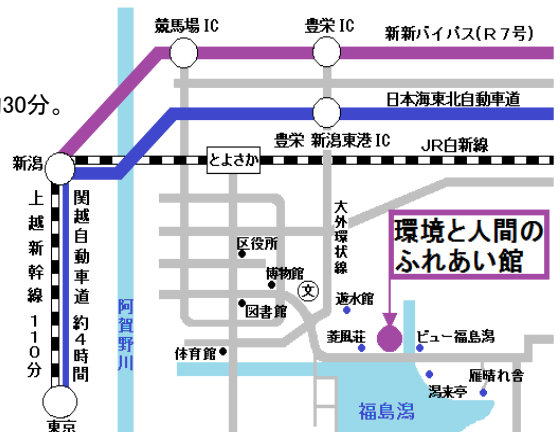 競馬場 IC
豊栄 IC
新新バイパス(R7号)
30分。
日本海東北自動車道
豊栄 新潟東港 IC
JR白新線
新潟
とよさか
上越新幹線 110分
関越自動車道 約4時間
阿賀野川
大外環状線
環境と人間の
ふれあい館
区役所
博物館
文
図書館
遊水館
菱風荘
ビュー福島潟
体育館
雁晴れ舎
潟来亭
福島潟
東京